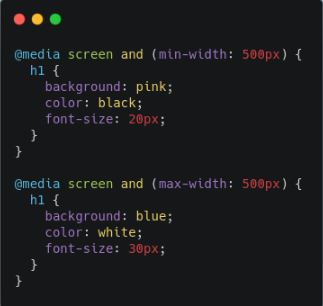 @media screen and (min-width: 500px) {
  h1 {
    background: pink;
    color: black;
    font-size: 20px;
  }
}

@media screen and (max-width: 500px) {
  h1 {
    background: blue;
    color: white;
    font-size: 30px;
  }
}